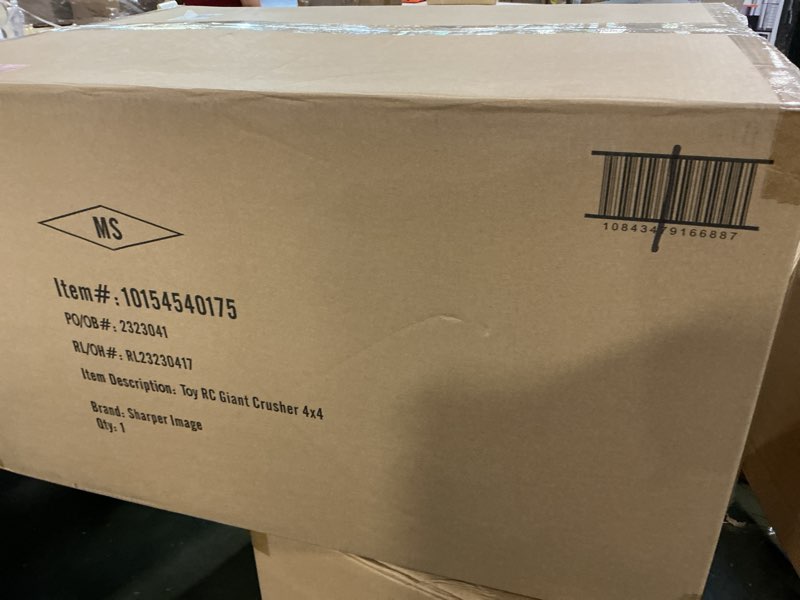 MS
10843479166887
Item#:10154540175
PO/OB#: 2323041
RL/OH#: RL23230417
Item Description: Toy RC Giant Crusher 4x4
Brand: Sharper Image
Qty: 1